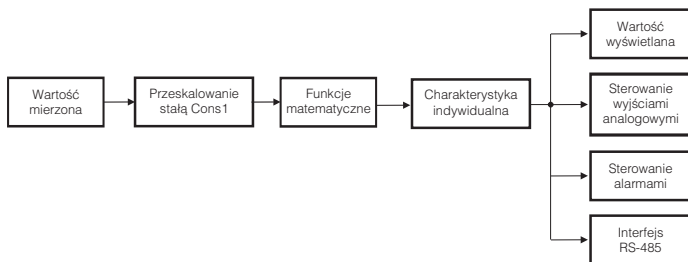 Wartość
mierzona
Przeskalowanie
stałą Cons1
Funkcje
matematyczne
Charakterystyka
indywidualna
Wartość
wyświetlana
Sterowanie
wyjściami
analogowymi
Sterowanie
alarmami
Interfejs
RS-485